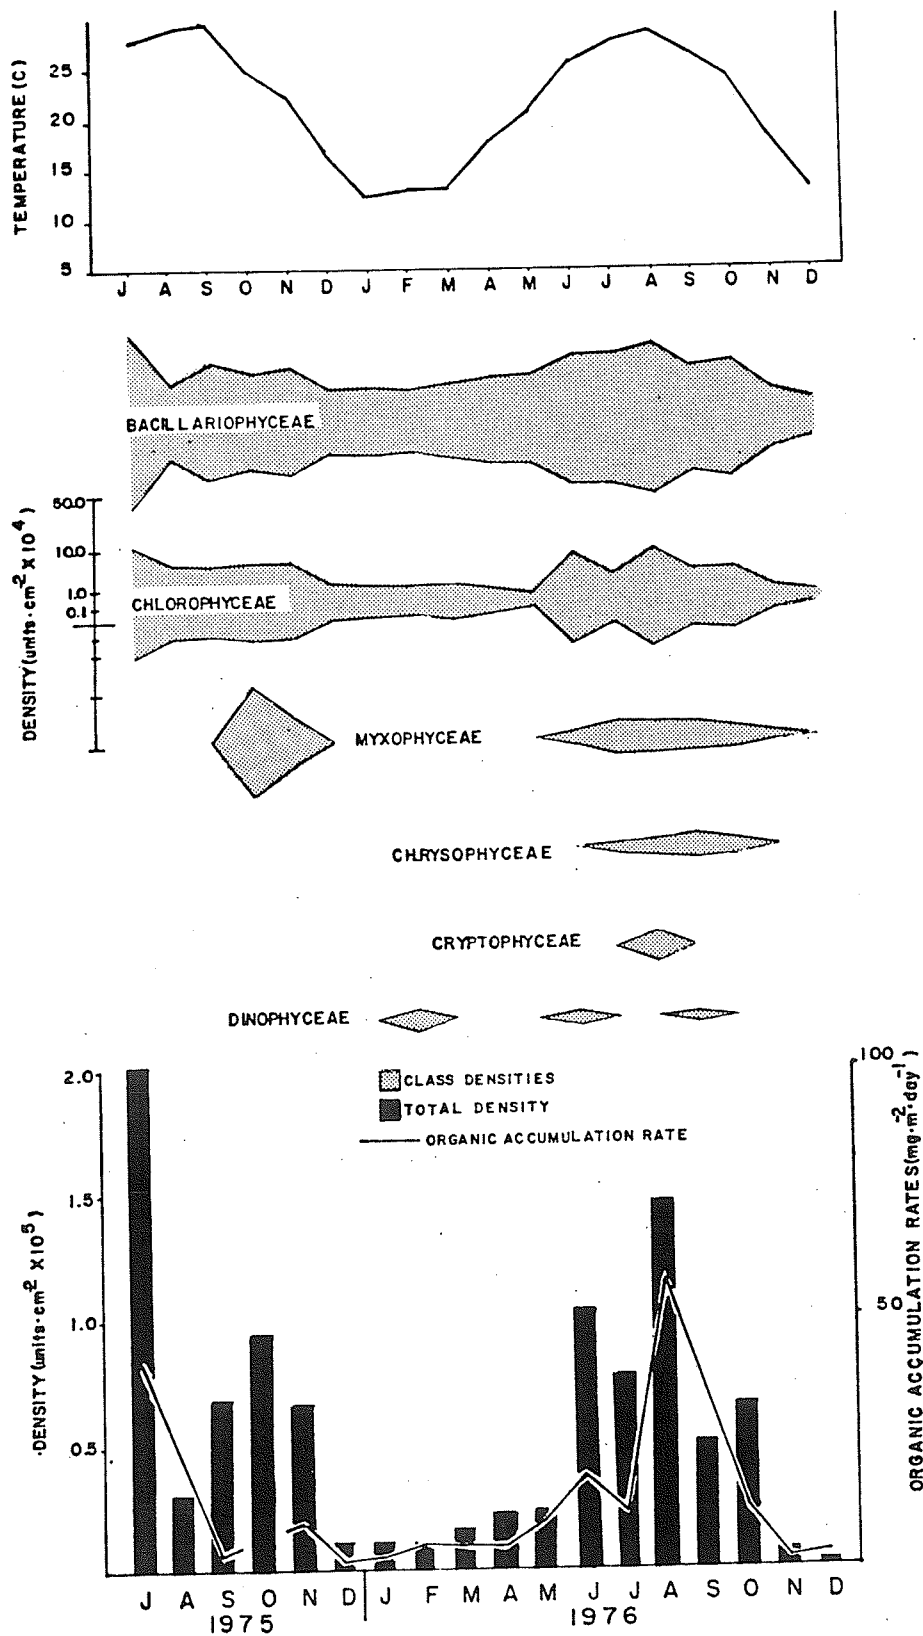 TEMPERATURE (C)
25
20
15
10
5
J A S O N D J F M A M J J A S O N D
BACILLARIOPHYCEAE
DENSITY (units·cm-2 X10 4)
50.0
10.0
1.0
0.1
CHLOROPHYCEAE
MYXOPHYCEAE
CHRYSOPHYCEAE
CRYPTOPHYCEAE
DINOPHYCEAE
CLASS DENSITIES
TOTAL DENSITY
ORGANIC ACCUMULATION RATE
DENSITY (units·cm-2 X10 5)
2.0
1.5
1.0
0.5
100
50
ORGANIC ACCUMULATION RATES (mg·m-2·day-1)
J A S O N D J F M A M J J A S O N D
1975 1976